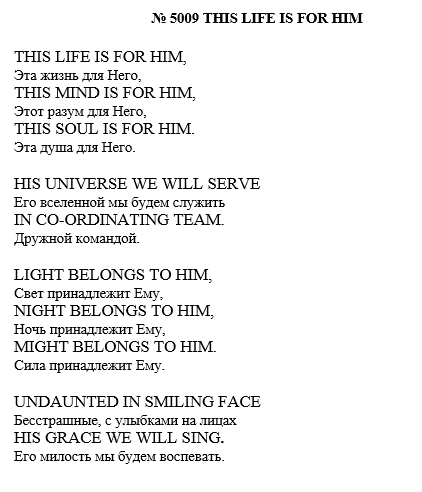 № 5009 THIS LIFE IS FOR HIM
THIS LIFE IS FOR HIM,
Эта жизнь для Него,
THIS MIND IS FOR HIM,
Этот разум для Него,
THIS SOUL IS FOR HIM.
Эта душа для Него.
HIS UNIVERSE WE WILL SERVE
Его вселенной мы будем служить
IN CO-ORDINATING TEAM.
Дружной командой.
LIGHT BELONGS TO HIM,
Свет принадлежит Ему,
NIGHT BELONGS TO HIM,
Ночь принадлежит Ему,
MIGHT BELONGS TO HIM.
Сила принадлежит Ему.
UNDAUNTED IN SMILING FACE
Бесстрашные, с улыбками на лицах
HIS GRACE WE WILL SING.
Его милость мы будем воспевать.